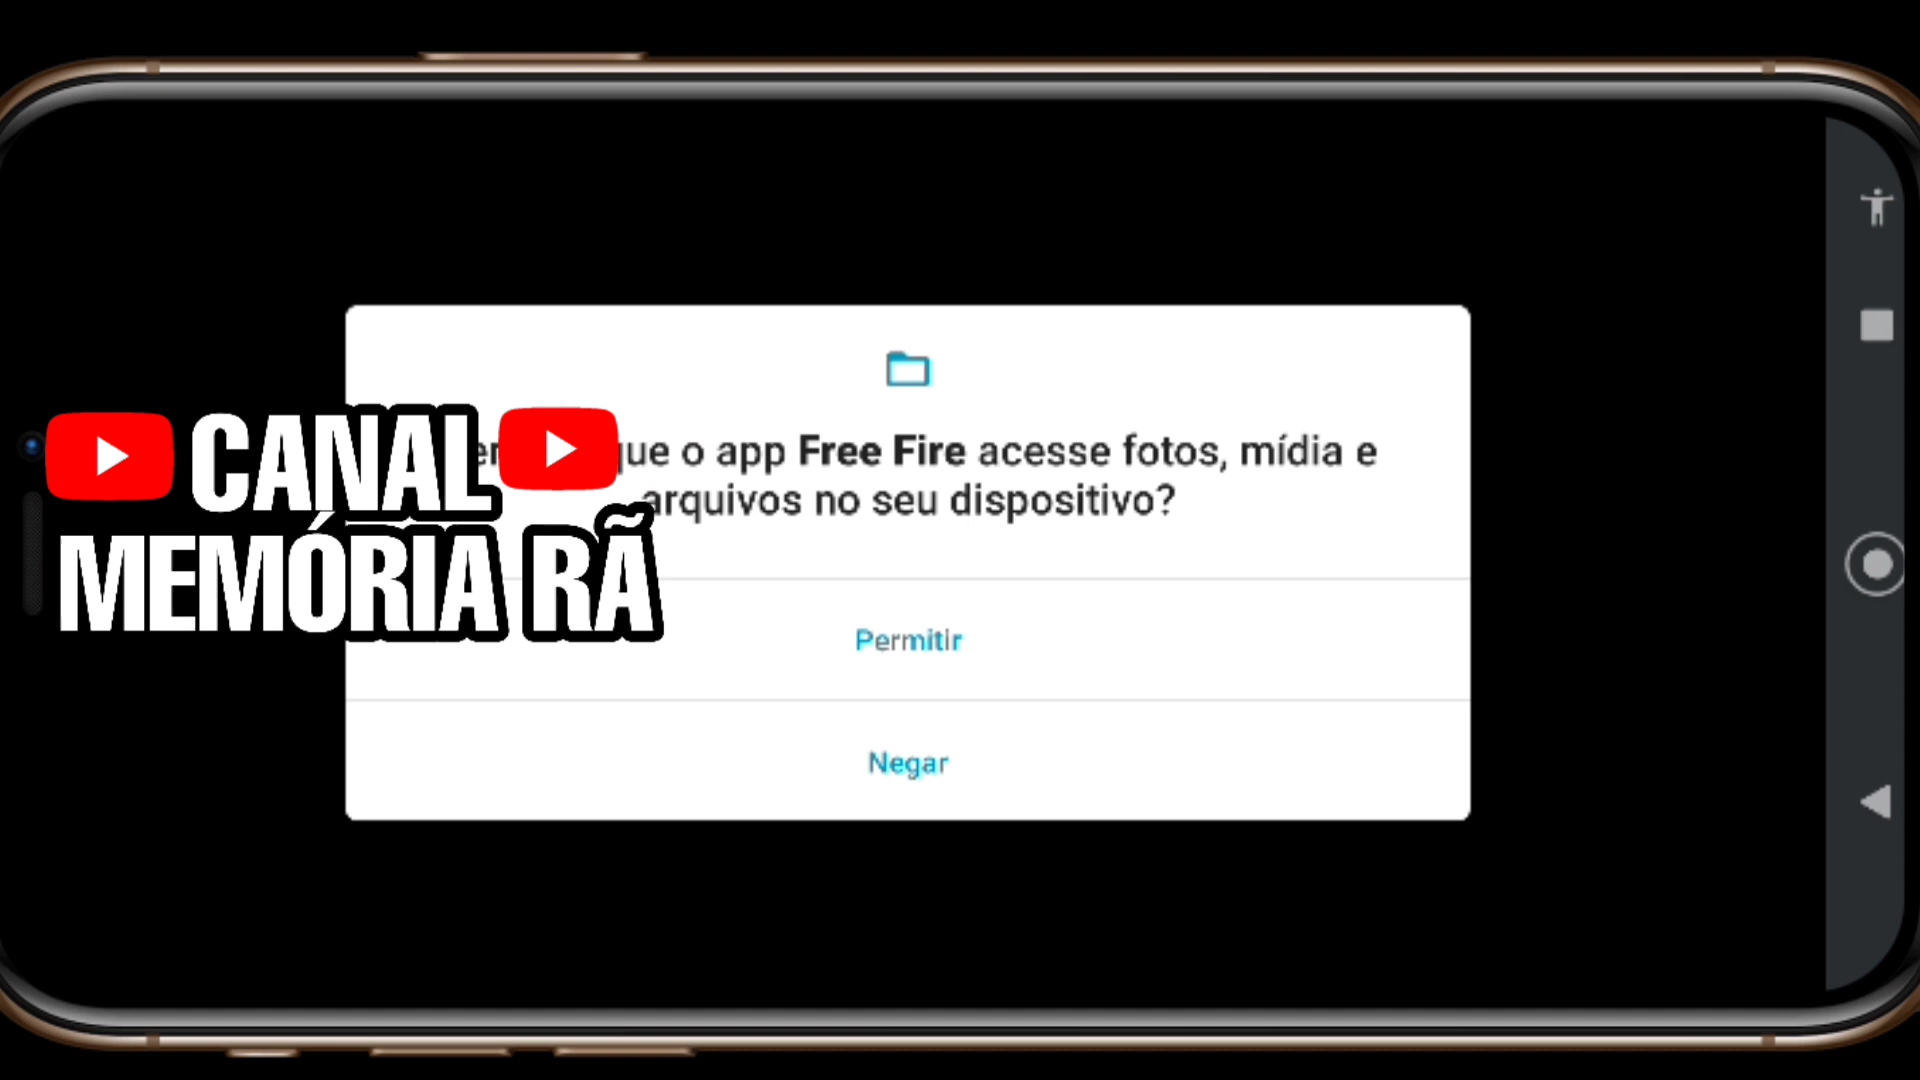 CANAL
MEMÓRIA RÃ
que o app Free Fire acesse fotos, mídia e
arquivos no seu dispositivo?
Permitir
Negar